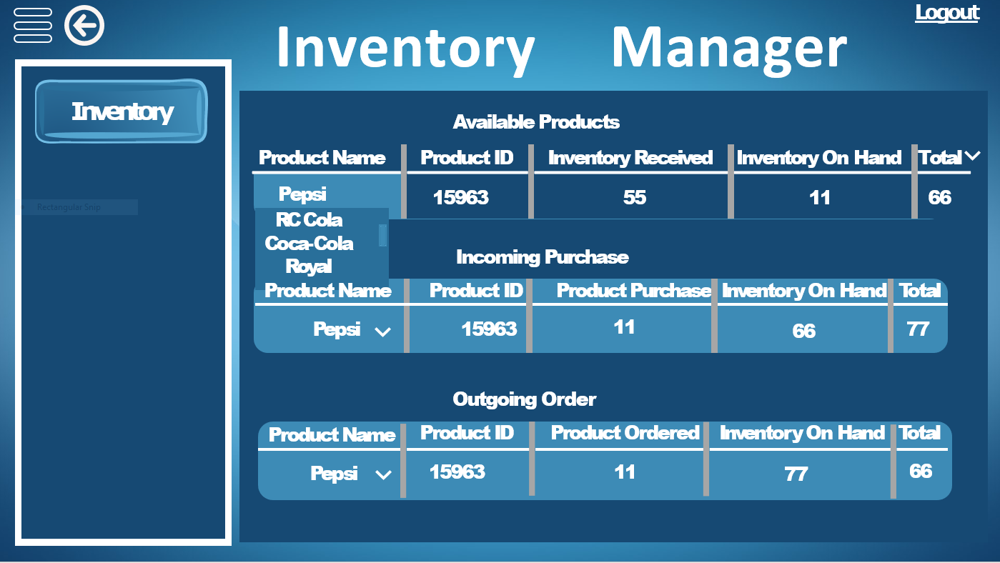 Logout
Inventory Manager
Inventory
Rectangular Snip
Available Products
Product Name Product ID Inventory Received Inventory On Hand Total
Pepsi 15963 55 11 66
RC Cola
Coca-Cola
Royal
Incoming Purchase
Product Name Product ID Product Purchase Inventory On Hand Total
Pepsi 15963 11 66 77
Outgoing Order
Product Name Product ID Product Ordered Inventory On Hand Total
Pepsi 15963 11 77 66